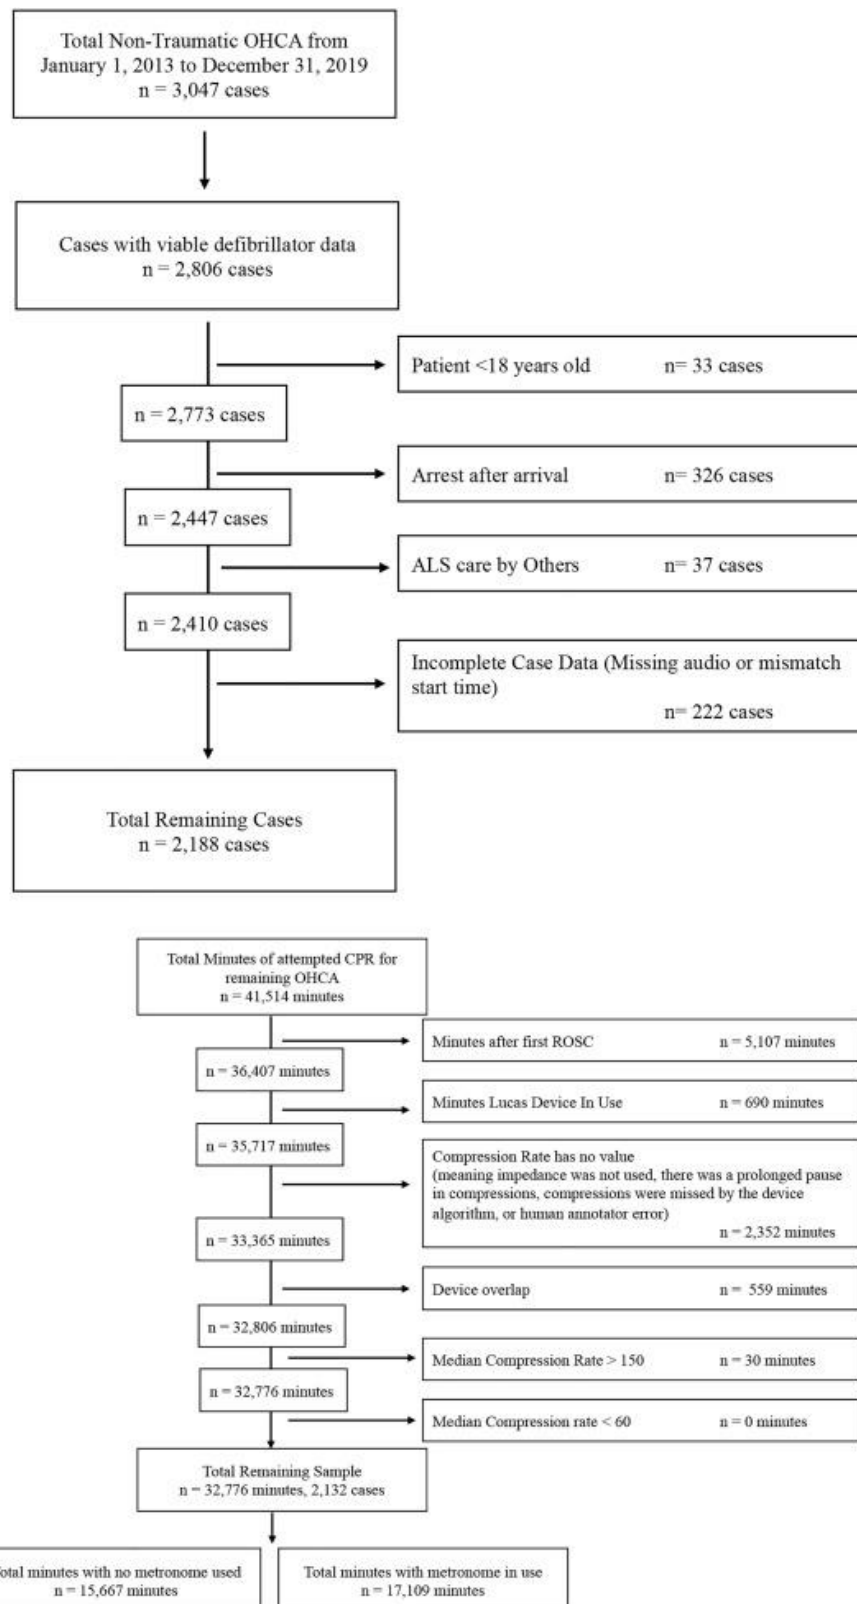 Total Non-Traumatic OHCA from
January 1, 2013 to December 31, 2019
n = 3,047 cases
Cases with viable defibrillator data
n = 2,806 cases
Patient <18 years old n= 33 cases
n = 2,773 cases
Arrest after arrival n= 326 cases
n = 2,447 cases
ALS care by Others n= 37 cases
n = 2,410 cases
Incomplete Case Data (Missing audio or mismatch
start time)
n= 222 cases
Total Remaining Cases
n = 2,188 cases
Total Minutes of attempted CPR for
remaining OHCA
n = 41,514 minutes
Minutes after first ROSC n = 5,107 minutes
n = 36,407 minutes
Minutes Lucas Device In Use n = 690 minutes
n = 35,717 minutes
Compression Rate has no value
(meaning impedance was not used, there was a prolonged pause
in compressions, compressions were missed by the device
algorithm, or human annotator error)
n = 2,352 minutes
n = 33,365 minutes
Device overlap n = 559 minutes
n = 32,806 minutes
Median Compression Rate > 150 n = 30 minutes
n = 32,776 minutes
Median Compression rate < 60 n = 0 minutes
Total Remaining Sample
n = 32,776 minutes, 2,132 cases
otal minutes with no metronome used
n = 15,667 minutes
Total minutes with metronome in use
n = 17,109 minutes